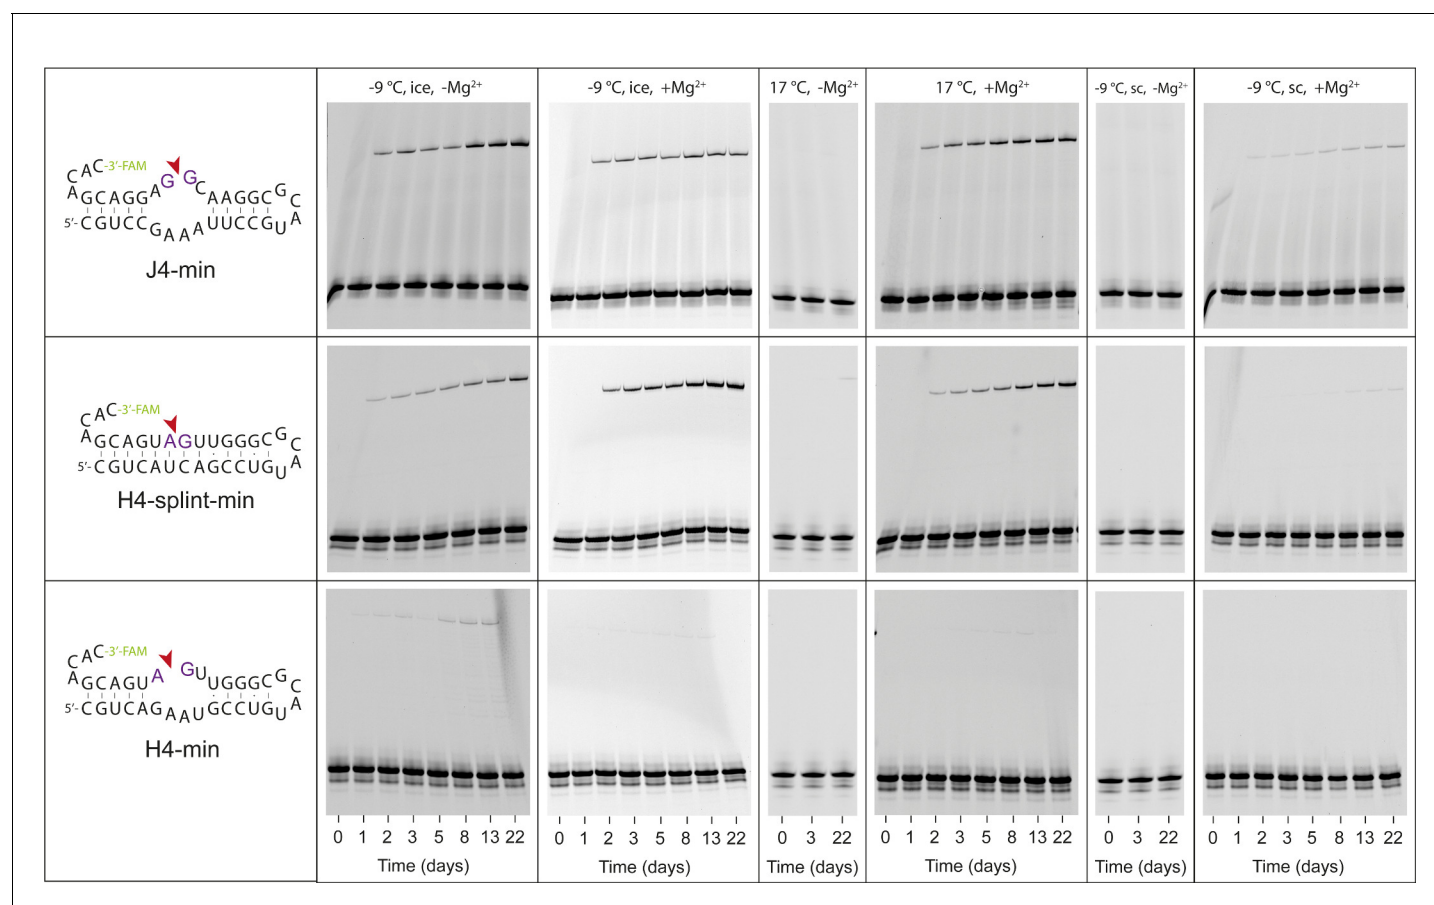 -9 °C, ice, -Mg²⁺
-9 °C, ice, +Mg²⁺
17 °C, -Mg²⁺
17 °C, +Mg²⁺
-9 °C, sc, -Mg²⁺
-9 °C, sc, +Mg²⁺
CAC-3'-FAM
AGCAGGAGGCAAGGCGC
5'-CGUCCGAAAUUCCGUA
J4-min
CAC-3'-FAM
AGCAGUAGUUGGGCGC
5'-CGUCAUCAGCCUGUA
H4-splint-min
CAC-3'-FAM
AGCAGUAGUUGGGCGC
5'-CGUCAGAAUGCCUGUA
H4-min
0 1 2 3 5 8 13 22
0 1 2 3 5 8 13 22
0 3 22
0 1 2 3 5 8 13 22
0 3 22
0 1 2 3 5 8 13 22
Time (days)
Time (days)
Time (days)
Time (days)
Time (days)
Time (days)